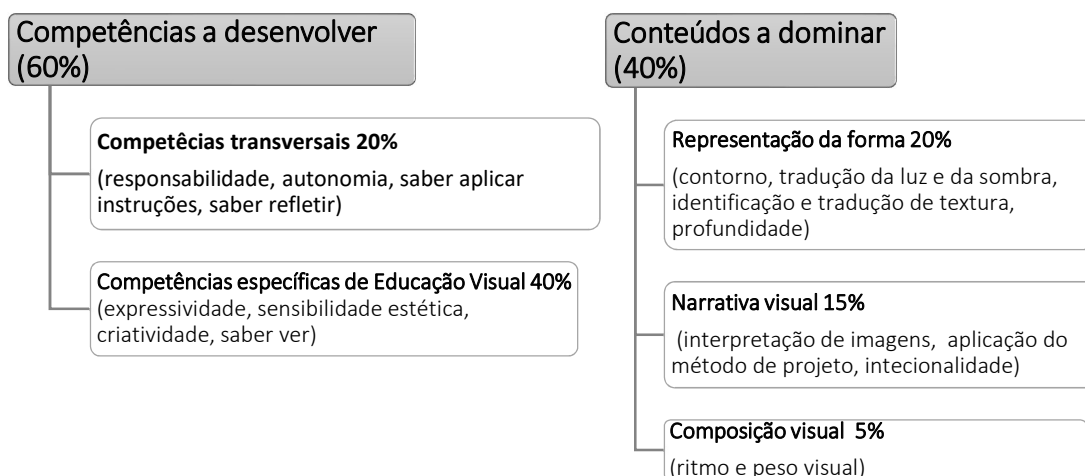 Competências a desenvolver
(60%)
Competêcias transversais 20%
(responsabilidade, autonomia, saber aplicar
instruções, saber refletir)
Competências específicas de Educação Visual 40%
(expressividade, sensibilidade estética,
criatividade, saber ver)
Conteúdos a dominar
(40%)
Representação da forma 20%
(contorno, tradução da luz e da sombra,
identificação e tradução de textura,
profundidade)
Narrativa visual 15%
(interpretação de imagens, aplicação do
método de projeto, intecionalidade)
Composição visual 5%
(ritmo e peso visual)